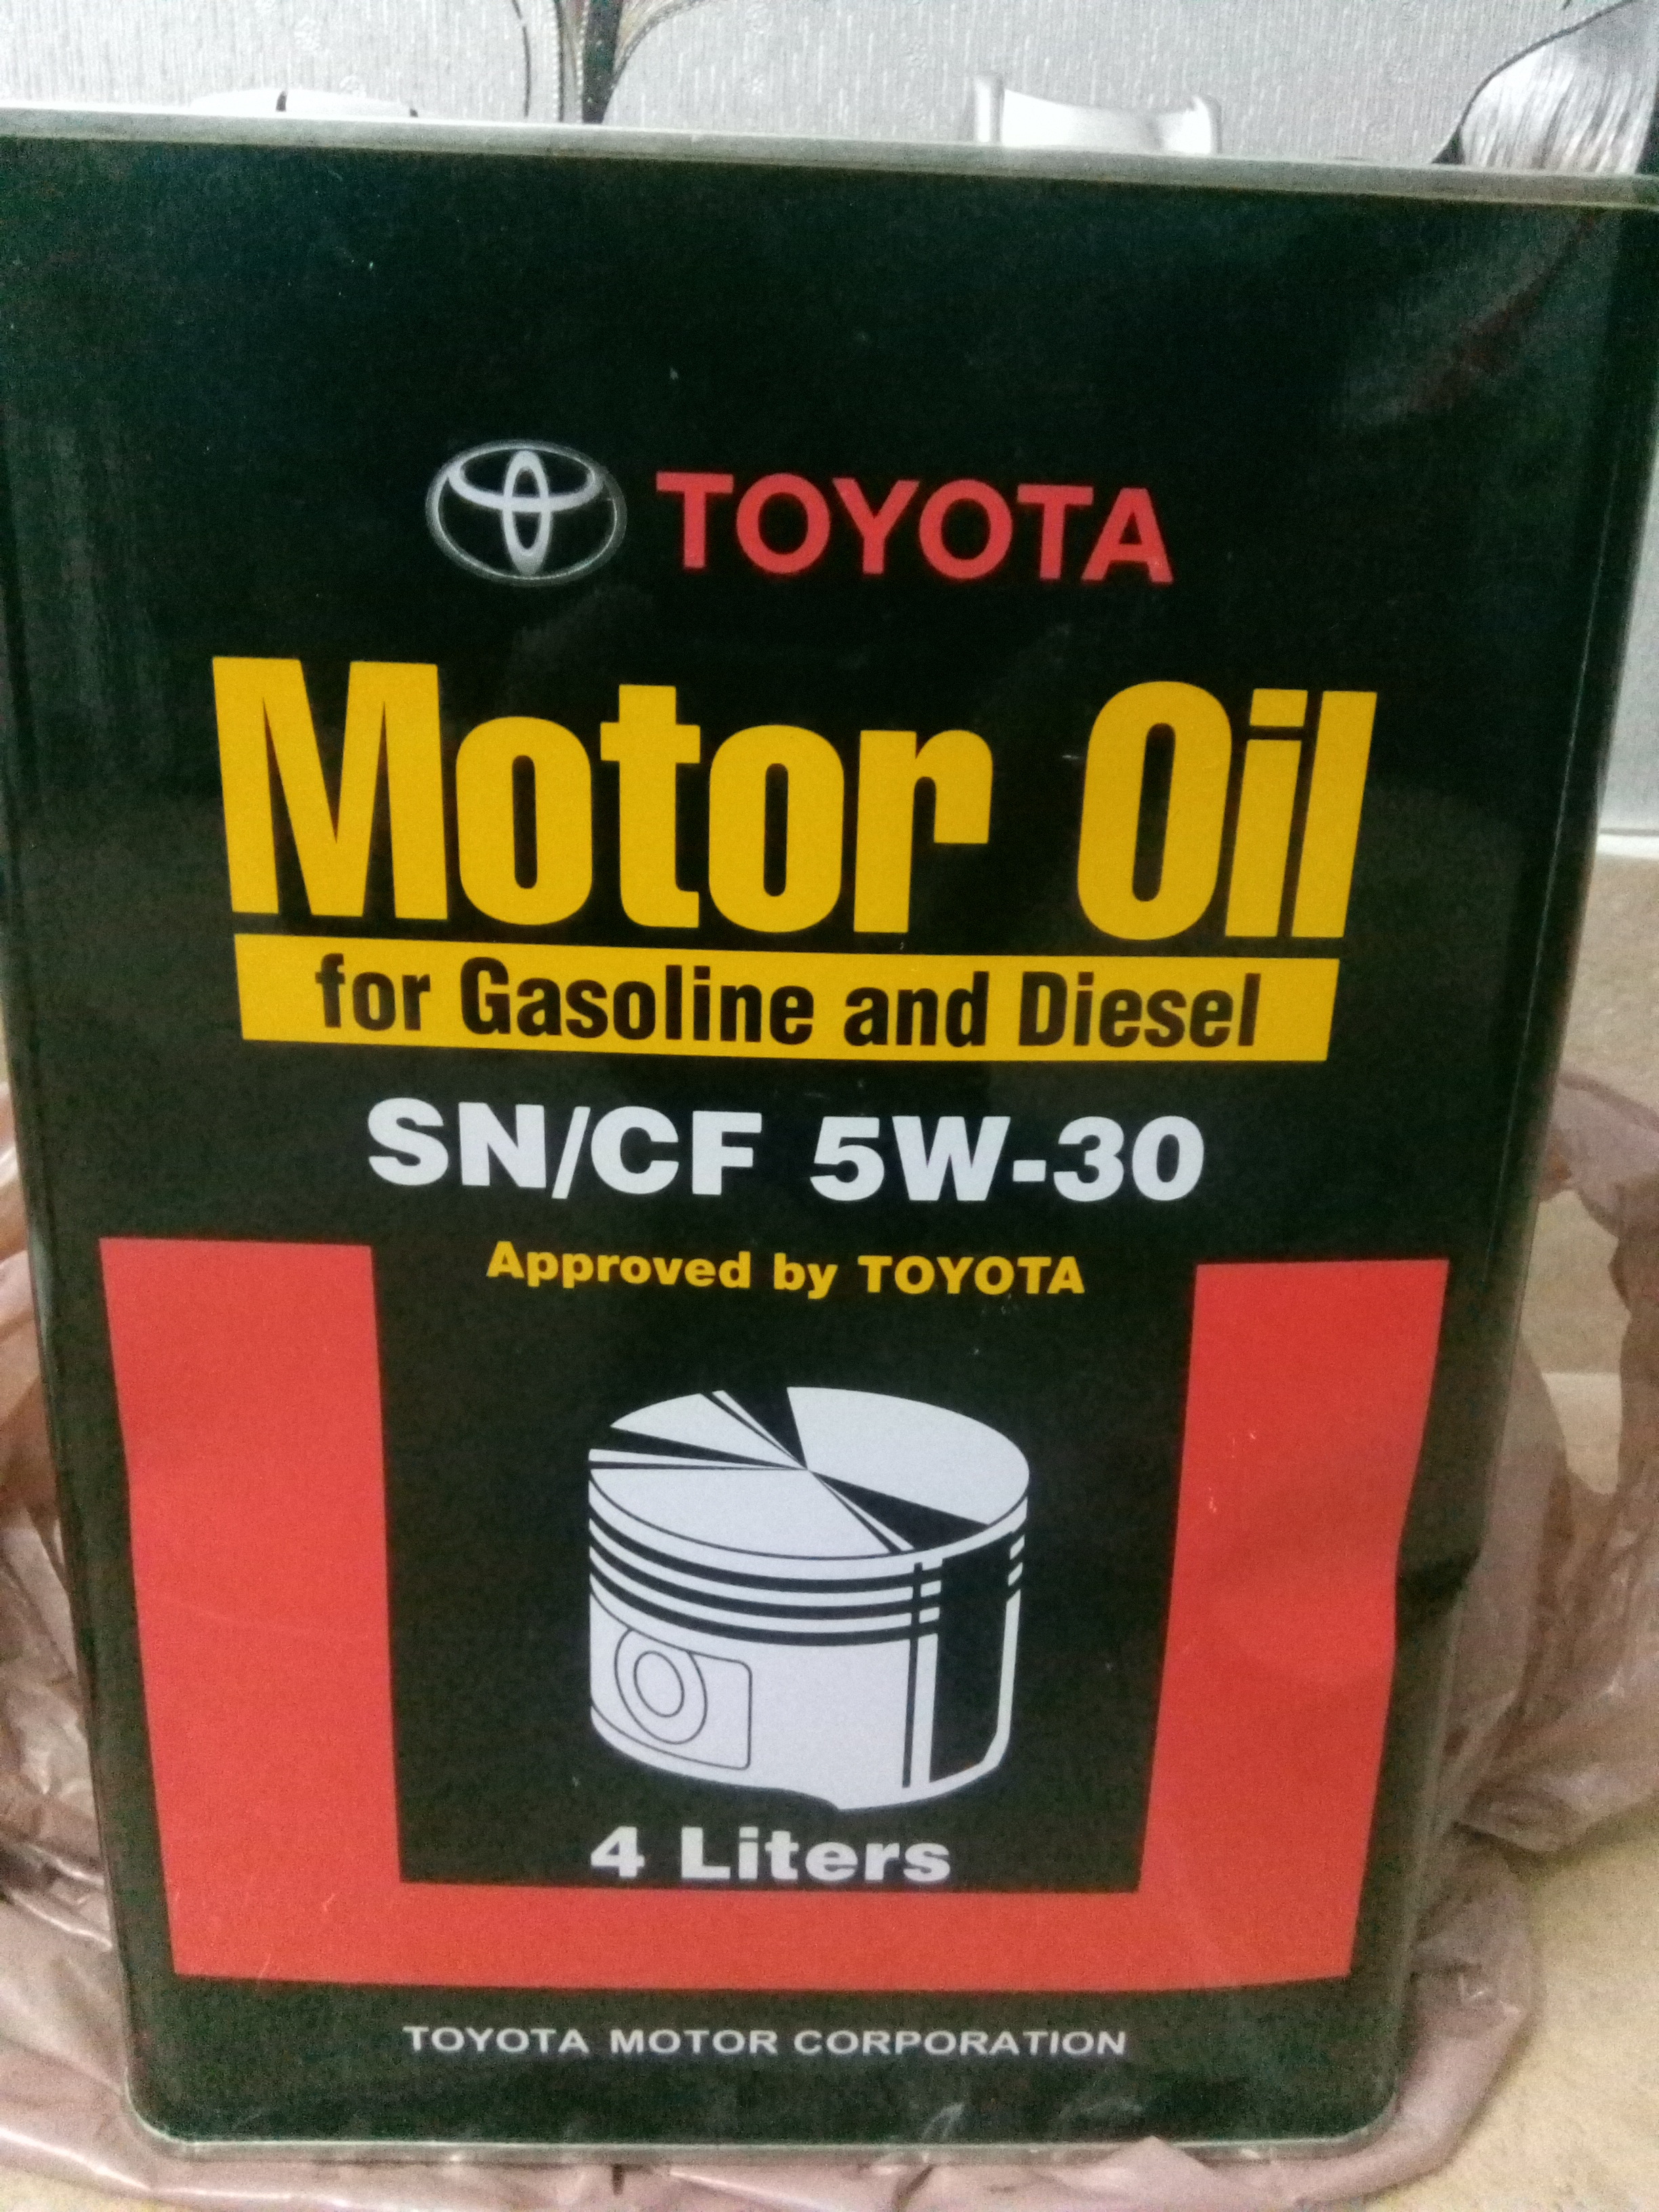 TOYOTA
Motor Oil
for Gasoline and Diesel
SN/CF 5W-30
Approved by TOYOTA
4 Liters
TOYOTA MOTOR CORPORATION